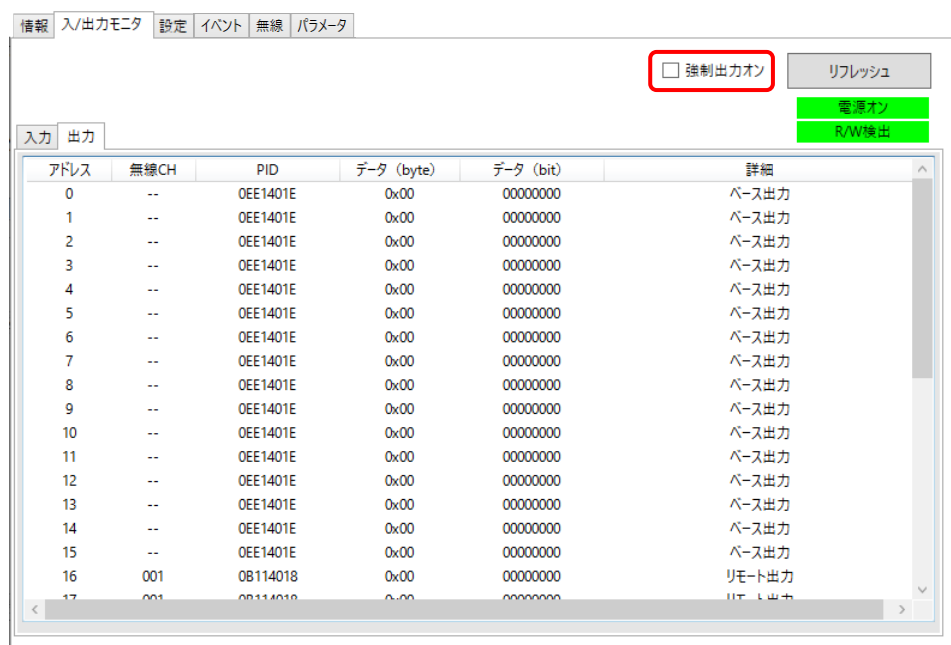 情報 入/出力モニタ 設定 イベント 無線 パラメータ
強制出力オン リフレッシュ
電源オン
R/W検出
入力 出力
アドレス 無線CH PID データ（byte） データ（bit） 詳細
0 -- 0EE1401E 0x00 00000000 ベース出力
1 -- 0EE1401E 0x00 00000000 ベース出力
2 -- 0EE1401E 0x00 00000000 ベース出力
3 -- 0EE1401E 0x00 00000000 ベース出力
4 -- 0EE1401E 0x00 00000000 ベース出力
5 -- 0EE1401E 0x00 00000000 ベース出力
6 -- 0EE1401E 0x00 00000000 ベース出力
7 -- 0EE1401E 0x00 00000000 ベース出力
8 -- 0EE1401E 0x00 00000000 ベース出力
9 -- 0EE1401E 0x00 00000000 ベース出力
10 -- 0EE1401E 0x00 00000000 ベース出力
11 -- 0EE1401E 0x00 00000000 ベース出力
12 -- 0EE1401E 0x00 00000000 ベース出力
13 -- 0EE1401E 0x00 00000000 ベース出力
14 -- 0EE1401E 0x00 00000000 ベース出力
15 -- 0EE1401E 0x00 00000000 ベース出力
16 001 0B114018 0x00 00000000 リモート出力
17 001 0B114018 0x00 00000000 リモート出力